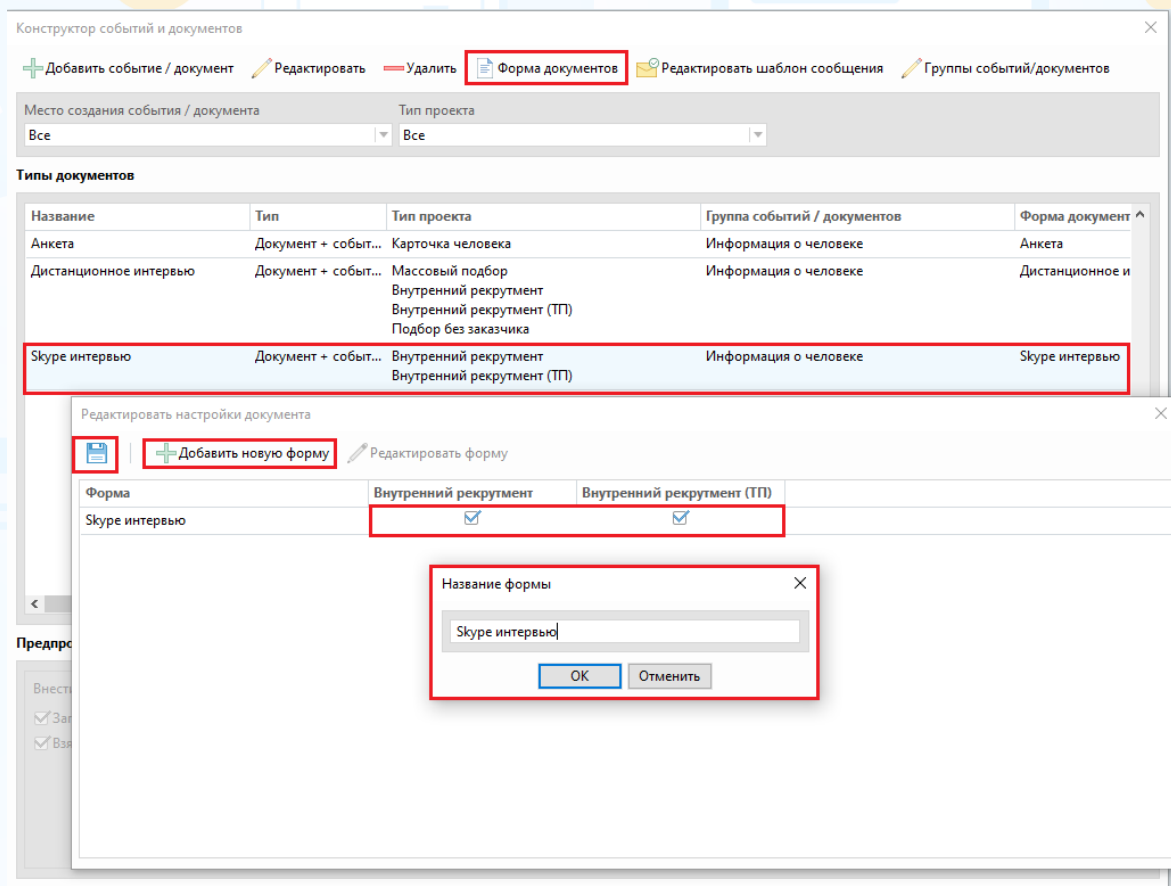 Конструктор событий и документов
Добавить событие / документ Редактировать Удалить Форма документов Редактировать шаблон сообщения Группы событий/документов
Место создания события / документа Тип проекта
Все Все
Типы документов
Название Тип Тип проекта Группа событий / документов Форма документ
Анкета Документ + событ... Карточка человека Информация о человеке Анкета
Дистанционное интервью Документ + событ... Массовый подбор Информация о человеке Дистанционное и
Внутренний рекрутмент
Внутренний рекрутмент (ТП)
Подбор без заказчика
Skype интервью Документ + событ... Внутренний рекрутмент Информация о человеке Skype интервью
Внутренний рекрутмент (ТП)
Редактировать настройки документа
Добавить новую форму Редактировать форму
Форма Внутренний рекрутмент Внутренний рекрутмент (ТП)
Skype интервью
Название формы
Skype интервью
OK Отменить
Предпро
Внести
Заг
Взя